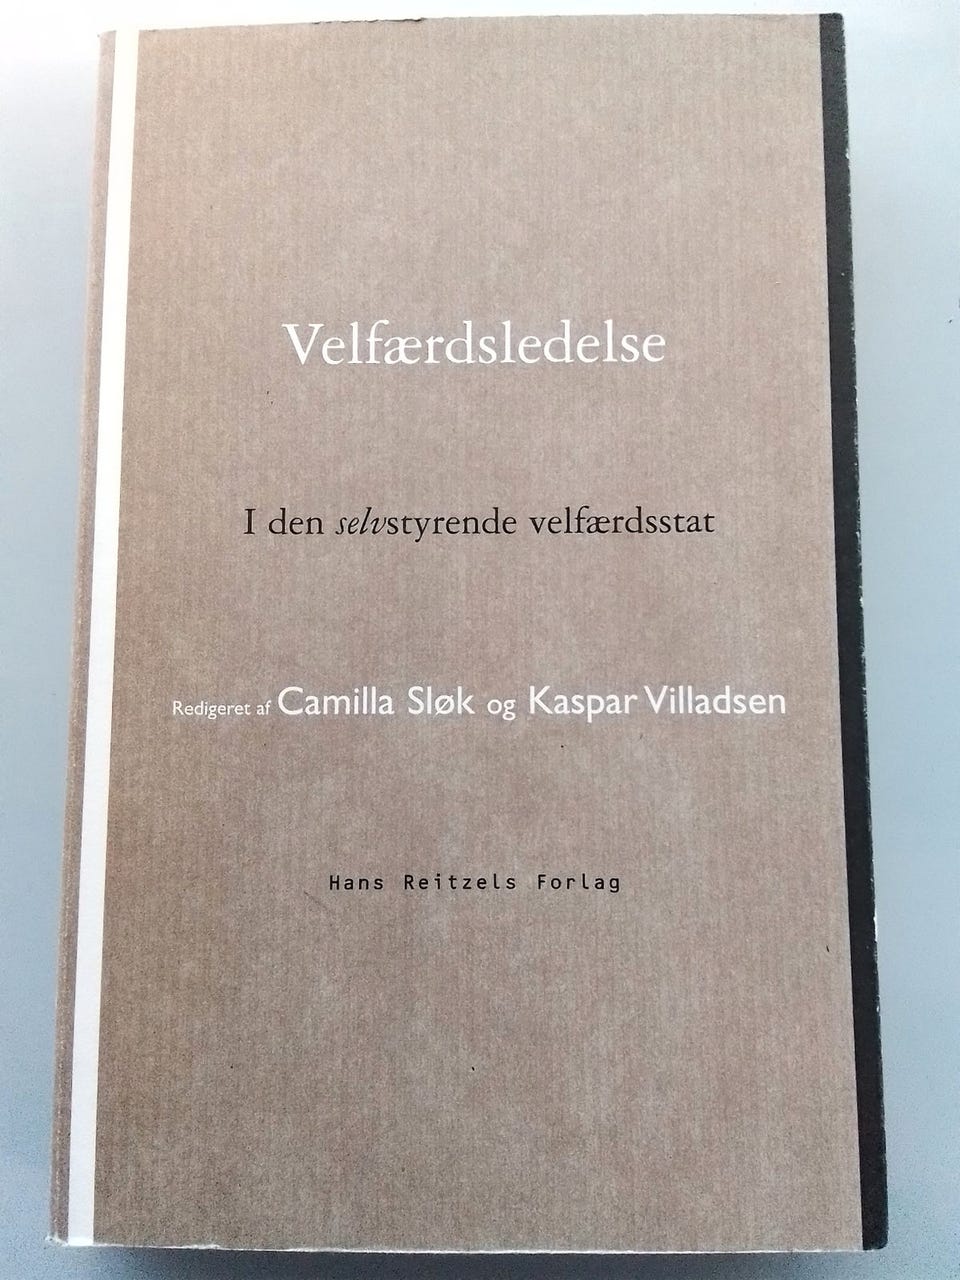 Velfærdsledelse
I den selvstyrende velfærdsstat
Redigeret af Camilla Sløk og Kaspar Villadsen
Hans Reitzels Forlag